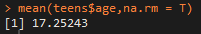 > mean(teens$age,na.rm = T)
[1] 17.25243